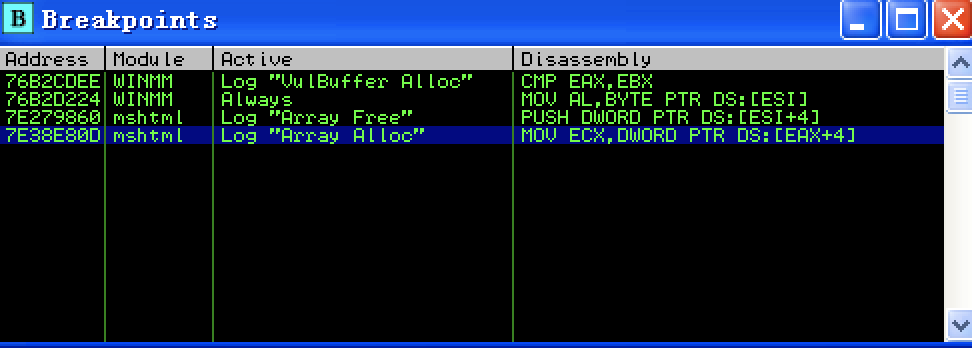 B Breakpoints
Address Module Active Disassembly
76B2CDEE WINMM Log "VulBuffer Alloc" CMP EAX,EBX
76B2D224 WINMM Always MOV AL,BYTE PTR DS:[ESI]
7E279860 mshtml Log "Array Free" PUSH DWORD PTR DS:[ESI+4]
7E38E80D mshtml Log "Array Alloc" MOV ECX,DWORD PTR DS:[EAX+4]